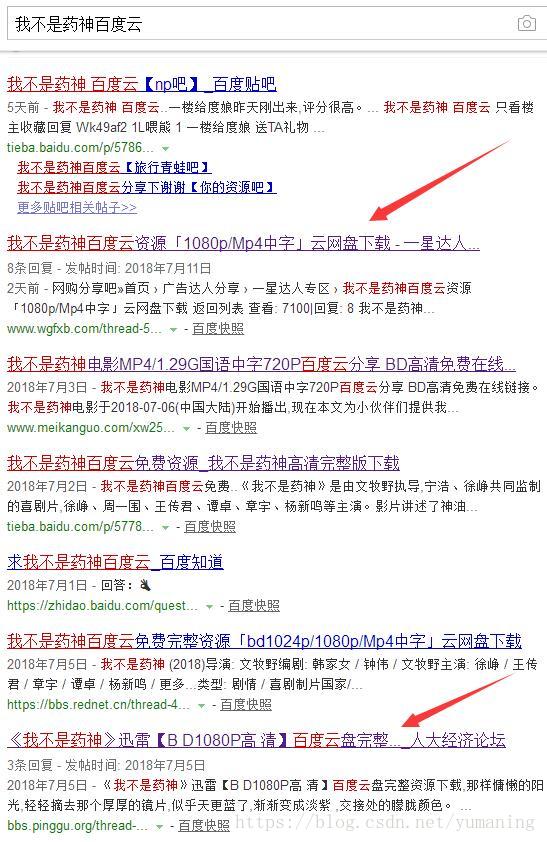 我不是药神百度云
我不是药神 百度云【np吧】_百度贴吧
5天前 - 我不是药神 百度云..一楼给度娘昨天刚出来,评分很高。... 我不是药神 百度云 只看楼
主收藏回复 Wk49af2 1L喂熊 1 一楼给度娘 送TA礼物 ...
tieba.baidu.com/p/5786...
我不是药神百度云【旅行青蛙吧】
我不是药神百度云分享下谢谢【你的资源吧】
更多贴吧相关帖子>>
我不是药神百度云资源「1080p/Mp4中字」云网盘下载 - 一星达人...
8条回复 - 发帖时间: 2018年7月11日
2天前 - 网购分享吧»首页 › 广告达人分享 › 一星达人专区 › 我不是药神百度云资源
「1080p/Mp4中字」云网盘下载 返回列表 查看: 7100|回复: 8 我不是药神...
www.wgfxb.com/thread-5... - 百度快照
我不是药神电影MP4/1.29G国语中字720P百度云分享 BD高清免费在线...
2018年7月3日 - 我不是药神电影MP4/1.29G国语中字720P百度云分享 BD高清免费在线链接。
我不是药神电影于2018-07-06(中国大陆)开始播出,现在本文为小伙伴们提供我...
www.meikanguo.com/xw25... - 百度快照
我不是药神百度云免费资源_我不是药神高清完整版下载
2018年7月2日 - 我不是药神百度云免费..《我不是药神》是由文牧野执导,宁浩、徐峥共同监制
的喜剧片,徐峥、周一围、王传君、谭卓、章宇、杨新鸣等主演。影片讲述了神油...
tieba.baidu.com/p/5778... - 百度快照
求我不是药神百度云_百度知道
2018年7月1日 - 回答：
https://zhidao.baidu.com/quest... - 百度快照
我不是药神百度云免费完整资源「bd1024p/1080p/Mp4中字」云网盘下载
2018年7月5日 - 我不是药神 (2018)导演: 文牧野编剧: 韩家女 / 钟伟 / 文牧野主演: 徐峥 / 王传
君 / 章宇 / 谭卓 / 杨新鸣 / 更多...类型: 剧情 / 喜剧制片国家/...
https://bbs.rednet.cn/thread-4... - 百度快照
《我不是药神》迅雷【B D1080P高 清】百度云盘完整..._人大经济论坛
3条回复 - 发帖时间: 2018年7月5日
2018年7月5日 - 《我不是药神》迅雷【B D1080P高 清】百度云盘完整资源下载,那样慵懒的阳
光,轻轻摘去那个厚厚的镜片,似乎天更蓝了,渐渐变成淡紫 ,交接处的朦胧颜色。 ...
bbs.pinggu.org/thread-... - 百度快照
https://blog.csdn.net/yumaning